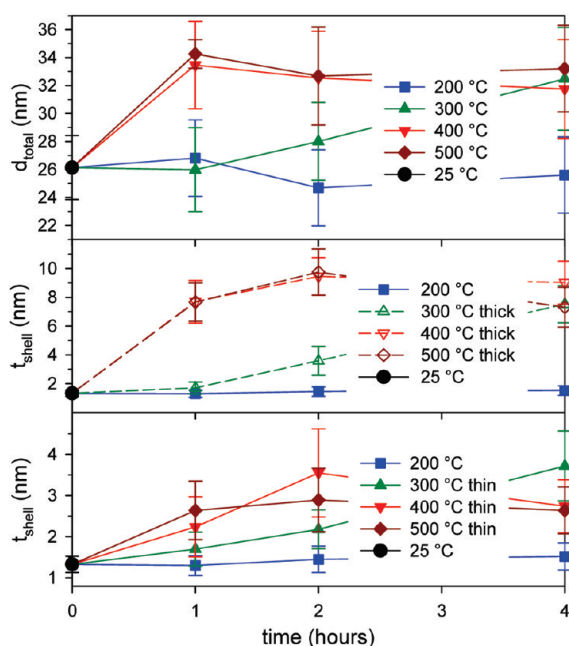 36
34
32
30
28
26
24
22
d_total (nm)
200 °C
300 °C
400 °C
500 °C
25 °C
10
8
6
4
2
t_shell (nm)
200 °C
300 °C thick
400 °C thick
500 °C thick
25 °C
4
3
2
1
t_shell (nm)
200 °C
300 °C thin
400 °C thin
500 °C thin
25 °C
0 1 2 3 4
time (hours)